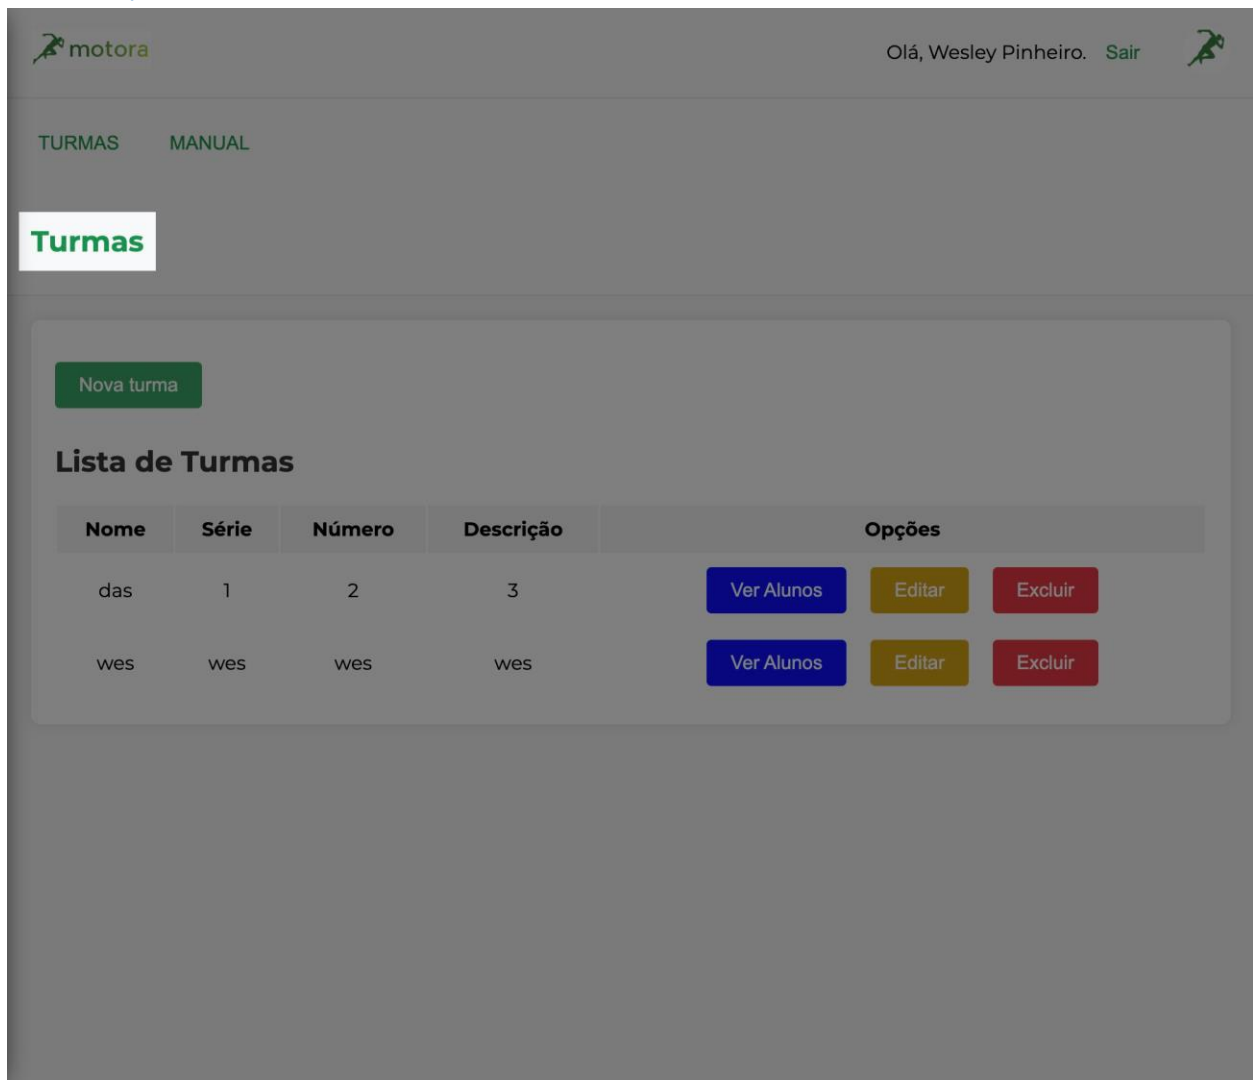 motora
Olá, Wesley Pinheiro. Sair
TURMAS MANUAL
Turmas
Nova turma
Lista de Turmas
Nome Série Número Descrição Opções
das 1 2 3 Ver Alunos Editar Excluir
wes wes wes wes Ver Alunos Editar Excluir